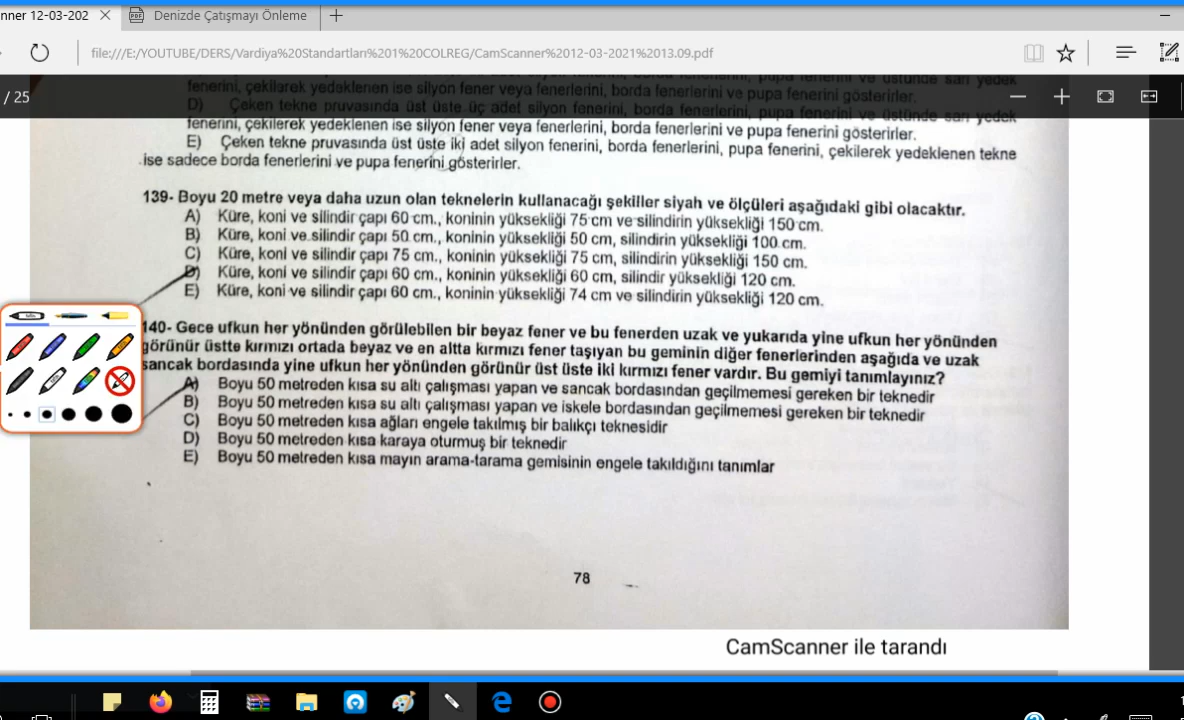 nner 12-03-202
Denizde Çatışmayı Önleme
file:///E:/YOUTUBE/DERS/Vardiya%20Standartları%201%20COLREG/CamScanner%2012-03-2021%2013.09.pdf
/ 25
fenerini, çekilerek yedeklenen ise silyon fener veya fenerlerini, borda fenerlerini ve pupa fenerini gösterirler.
D) Çeken tekne pruvasında üst üste üç adet silyon fenerini, borda fenerlerini, pupa fenerini ve üstünde sarı yedek
fenerini, çekilerek yedeklenen ise silyon fener veya fenerlerini, borda fenerlerini ve pupa fenerini gösterirler.
E) Çeken tekne pruvasında üst üste iki adet silyon fenerini, borda fenerlerini, pupa fenerini, çekilerek yedeklenen tekne
ise sadece borda fenerlerini ve pupa fenerini gösterirler.
139- Boyu 20 metre veya daha uzun olan teknelerin kullanacağı şekiller siyah ve ölçüleri aşağıdaki gibi olacaktır.
A) Küre, koni ve silindir çapı 60 cm., koninin yüksekliği 75 cm ve silindirin yüksekliği 150 cm.
B) Küre, koni ve silindir çapı 50 cm., koninin yüksekliği 50 cm, silindirin yüksekliği 100 cm.
C) Küre, koni ve silindir çapı 75 cm., koninin yüksekliği 75 cm, silindirin yüksekliği 150 cm.
D) Küre, koni ve silindir çapı 60 cm., koninin yüksekliği 60 cm, silindir yüksekliği 120 cm.
E) Küre, koni ve silindir çapı 60 cm., koninin yüksekliği 74 cm ve silindirin yüksekliği 120 cm.
140- Gece ufkun her yönünden görülebilen bir beyaz fener ve bu fenerden uzak ve yukarıda yine ufkun her yönünden
görünür üstte kırmızı ortada beyaz ve en altta kırmızı fener taşıyan bu geminin diğer fenerlerinden aşağıda ve uzak
sancak bordasında yine ufkun her yönünden görünür üst üste iki kırmızı fener vardır. Bu gemiyi tanımlayınız?
A) Boyu 50 metreden kısa su altı çalışması yapan ve sancak bordasından geçilmemesi gereken bir teknedir
B) Boyu 50 metreden kısa su altı çalışması yapan ve iskele bordasından geçilmemesi gereken bir teknedir
C) Boyu 50 metreden kısa ağları engele takılmış bir balıkçı teknesidir
D) Boyu 50 metreden kısa karaya oturmuş bir teknedir
E) Boyu 50 metreden kısa mayın arama-tarama gemisinin engele takıldığını tanımlar
78
CamScanner ile tarandı